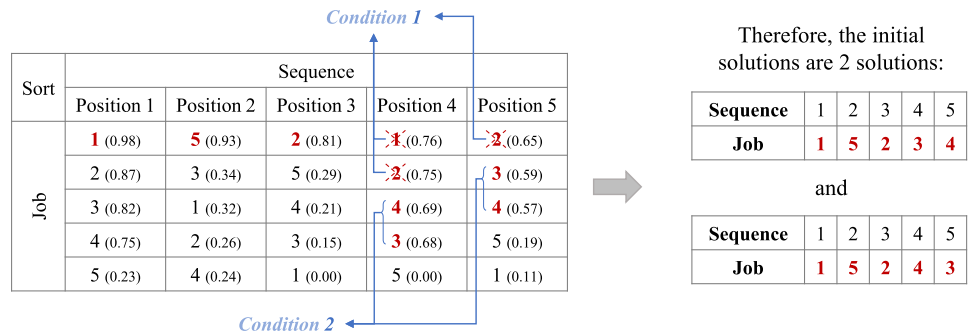 Condition 1
Sort Sequence
Position 1 Position 2 Position 3 Position 4 Position 5
Job
1 (0.98) 5 (0.93) 2 (0.81) 1 (0.76) 2 (0.65)
2 (0.87) 3 (0.34) 5 (0.29) 2 (0.75) 3 (0.59)
3 (0.82) 1 (0.32) 4 (0.21) 4 (0.69) 4 (0.57)
4 (0.75) 2 (0.26) 3 (0.15) 3 (0.68) 5 (0.19)
5 (0.23) 4 (0.24) 1 (0.00) 5 (0.00) 1 (0.11)
Condition 2
Therefore, the initial
solutions are 2 solutions:
Sequence 1 2 3 4 5
Job 1 5 2 3 4
and
Sequence 1 2 3 4 5
Job 1 5 2 4 3